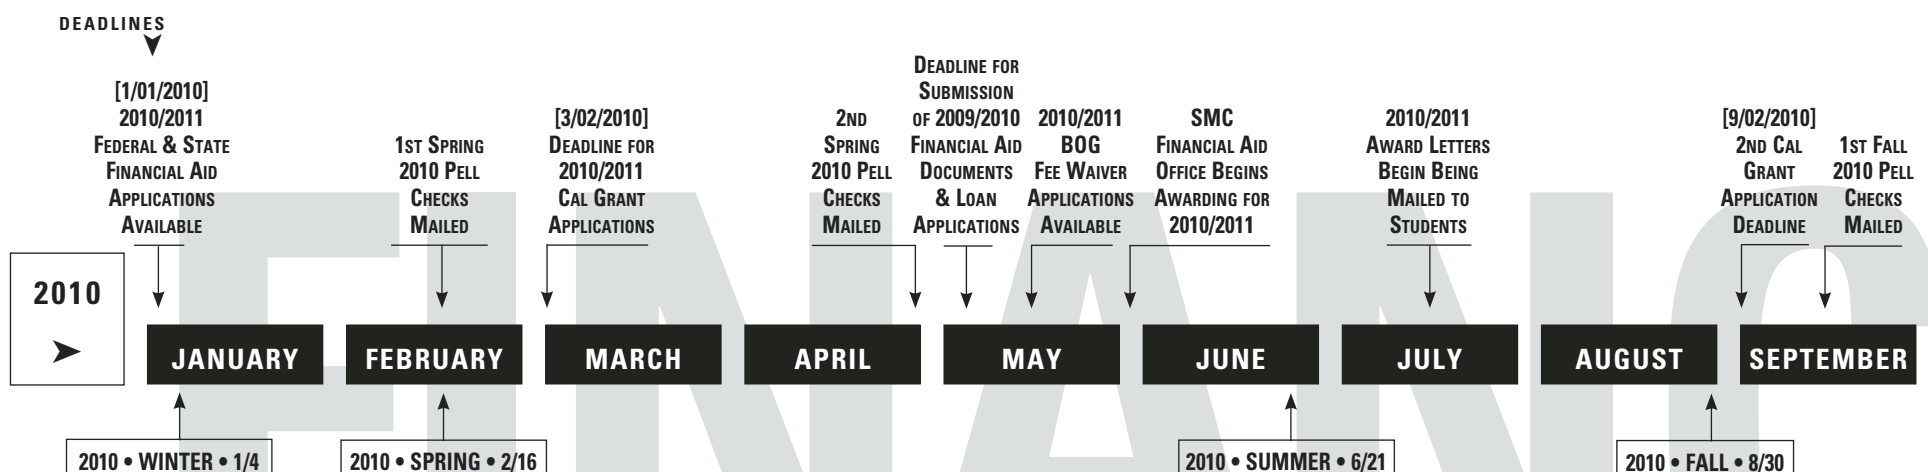 DEADLINES
[1/01/2010]
2010/2011
FEDERAL & STATE
FINANCIAL AID
APPLICATIONS
AVAILABLE
1ST SPRING
2010 PELL
CHECKS
MAILED
[3/02/2010]
DEADLINE FOR
2010/2011
CAL GRANT
APPLICATIONS
2ND
SPRING
2010 PELL
CHECKS
MAILED
DEADLINE FOR
SUBMISSION
OF 2009/2010
FINANCIAL AID
DOCUMENTS
& LOAN
APPLICATIONS
2010/2011
BOG
FEE WAIVER
APPLICATIONS
AVAILABLE
SMC
FINANCIAL AID
OFFICE BEGINS
AWARDING FOR
2010/2011
2010/2011
AWARD LETTERS
BEGIN BEING
MAILED TO
STUDENTS
[9/02/2010]
2ND CAL
GRANT
APPLICATION
DEADLINE
1ST FALL
2010 PELL
CHECKS
MAILED
2010
JANUARY FEBRUARY MARCH APRIL MAY JUNE JULY AUGUST SEPTEMBER
2010 • WINTER • 1/4
2010 • SPRING • 2/16
2010 • SUMMER • 6/21
2010 • FALL • 8/30
FINANC